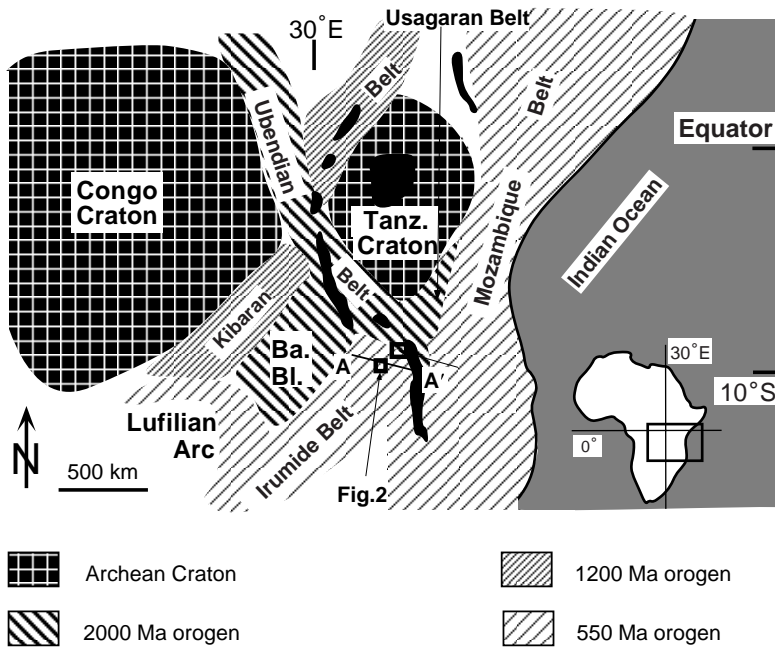 Usagaran Belt
30°E
Belt
Belt
Ubendian
Equator
Congo
Craton
Tanz.
Craton
Mozambique
Indian Ocean
Belt
Kibaran
Ba.
Bl.
A
A'
30°E
10°S
Lufilian
Arc
Irumide Belt
0°
N
500 km
Fig.2
Archean Craton
1200 Ma orogen
2000 Ma orogen
550 Ma orogen